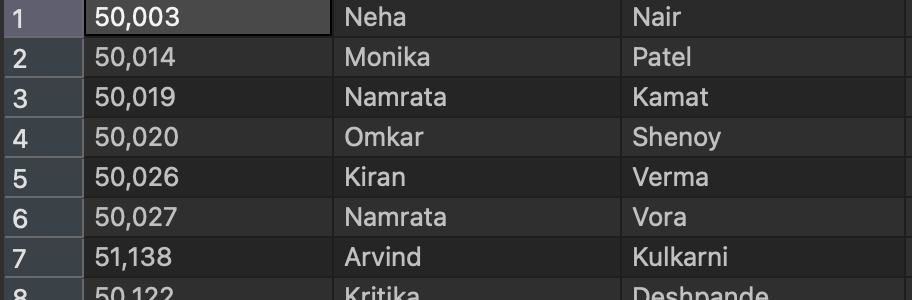 1 50,003 Neha Nair
2 50,014 Monika Patel
3 50,019 Namrata Kamat
4 50,020 Omkar Shenoy
5 50,026 Kiran Verma
6 50,027 Namrata Vora
7 51,138 Arvind Kulkarni
8 50,122 Kritika Deshpande